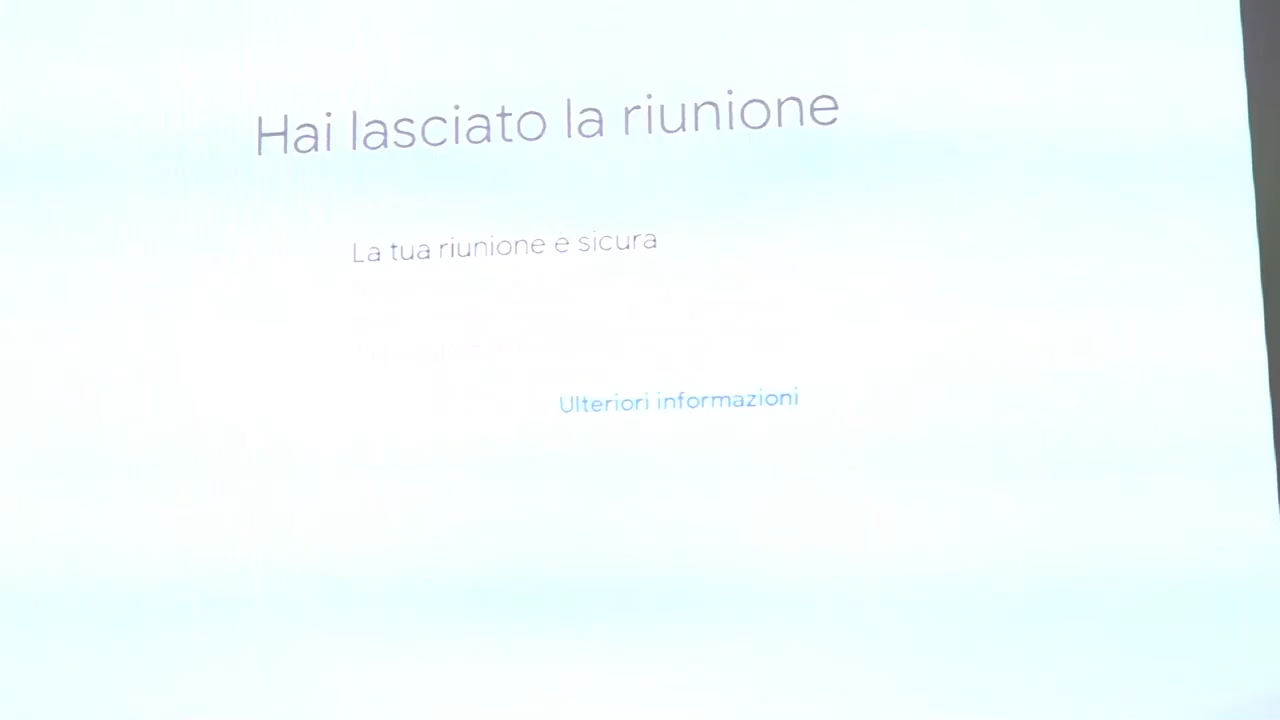 Hai lasciato la riunione
La tua riunione e sicura
Ulteriori informazioni